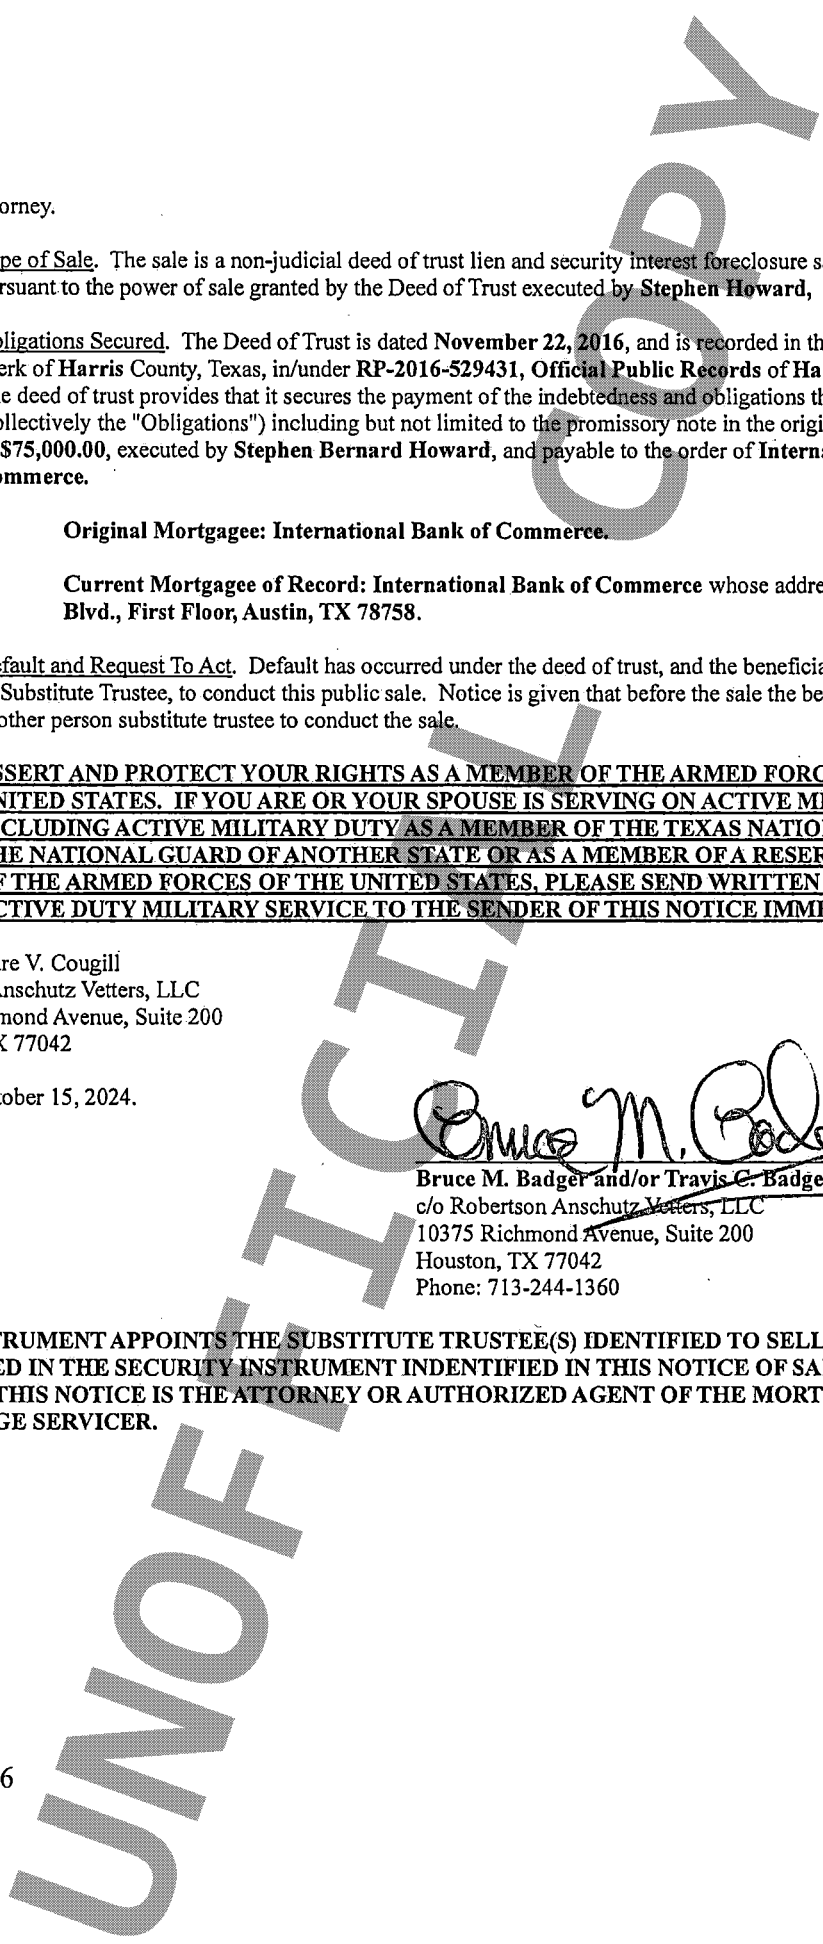 orney.
pe of Sale. The sale is a non-judicial deed of trust lien and security interest foreclosure s
rsuant to the power of sale granted by the Deed of Trust executed by Stephen Howard,
ligations Secured. The Deed of Trust is dated November 22, 2016, and is recorded in th
erk of Harris County, Texas, in/under RP-2016-529431, Official Public Records of Ha
e deed of trust provides that it secures the payment of the indebtedness and obligations th
ollectively the "Obligations") including but not limited to the promissory note in the origi
$75,000.00, executed by Stephen Bernard Howard, and payable to the order of Interna
ommerce.
Original Mortgagee: International Bank of Commerce.
Current Mortgagee of Record: International Bank of Commerce whose addre
Blvd., First Floor, Austin, TX 78758.
fault and Request To Act. Default has occurred under the deed of trust, and the beneficia
Substitute Trustee, to conduct this public sale. Notice is given that before the sale the be
other person substitute trustee to conduct the sale.
SSERT AND PROTECT YOUR RIGHTS AS A MEMBER OF THE ARMED FORC
NITED STATES. IF YOU ARE OR YOUR SPOUSE IS SERVING ON ACTIVE MI
CLUDING ACTIVE MILITARY DUTY AS A MEMBER OF THE TEXAS NATIO
HE NATIONAL GUARD OF ANOTHER STATE OR AS A MEMBER OF A RESER
F THE ARMED FORCES OF THE UNITED STATES, PLEASE SEND WRITTEN
CTIVE DUTY MILITARY SERVICE TO THE SENDER OF THIS NOTICE IMME
re V. Cougill
Anschutz Vetters, LLC
mond Avenue, Suite 200
X 77042
tober 15, 2024.
Bruce M. Bad
Bruce M. Badger and/or Travis C. Badge
c/o Robertson Anschutz Vetters, LLC
10375 Richmond Avenue, Suite 200
Houston, TX 77042
Phone: 713-244-1360
TRUMENT APPOINTS THE SUBSTITUTE TRUSTEE(S) IDENTIFIED TO SELL
ED IN THE SECURITY INSTRUMENT INDENTIFIED IN THIS NOTICE OF SA
THIS NOTICE IS THE ATTORNEY OR AUTHORIZED AGENT OF THE MORT
GE SERVICER.
6
UNOFFICIAL COPY